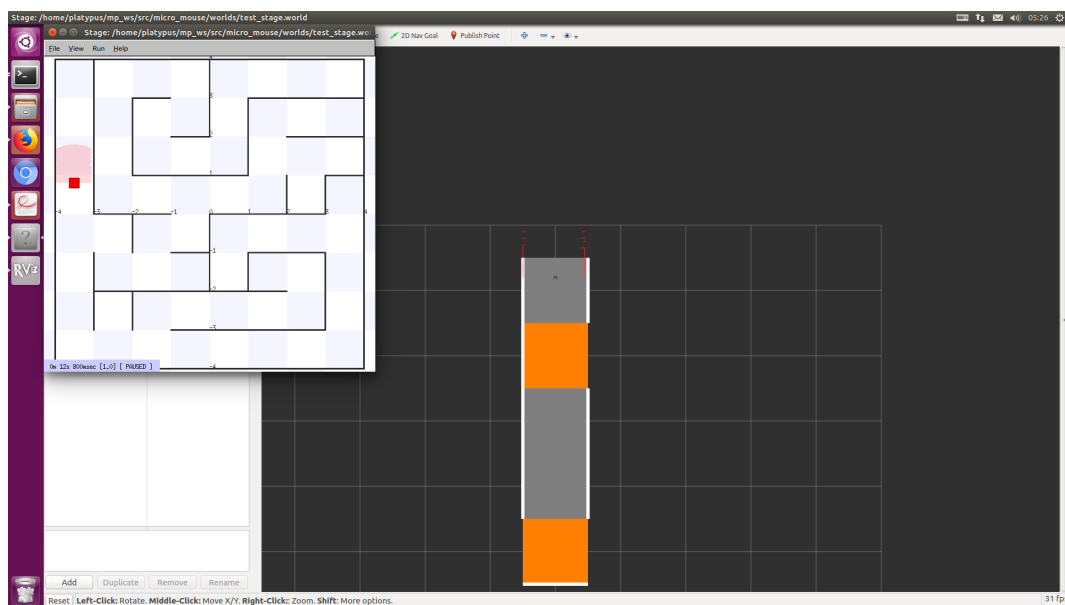 Stage: /home/platypus/mp_ws/src/micro_mouse/worlds/test_stage.world
05:26
Stage: /home/platypus/mp_ws/src/micro_mouse/worlds/test_stage.wo
2D Nav Goal
Publish Point
File View Run Help
3
2
1
-4 -3 -2 -1 0 1 2 3 4
-1
-2
-3
-4
0m 12s 800msec [1,0] [ PAUSED ]
RViz
Add Duplicate Remove Rename
Reset Left-Click: Rotate. Middle-Click: Move X/Y. Right-Click:: Zoom. Shift: More options.
31 fp